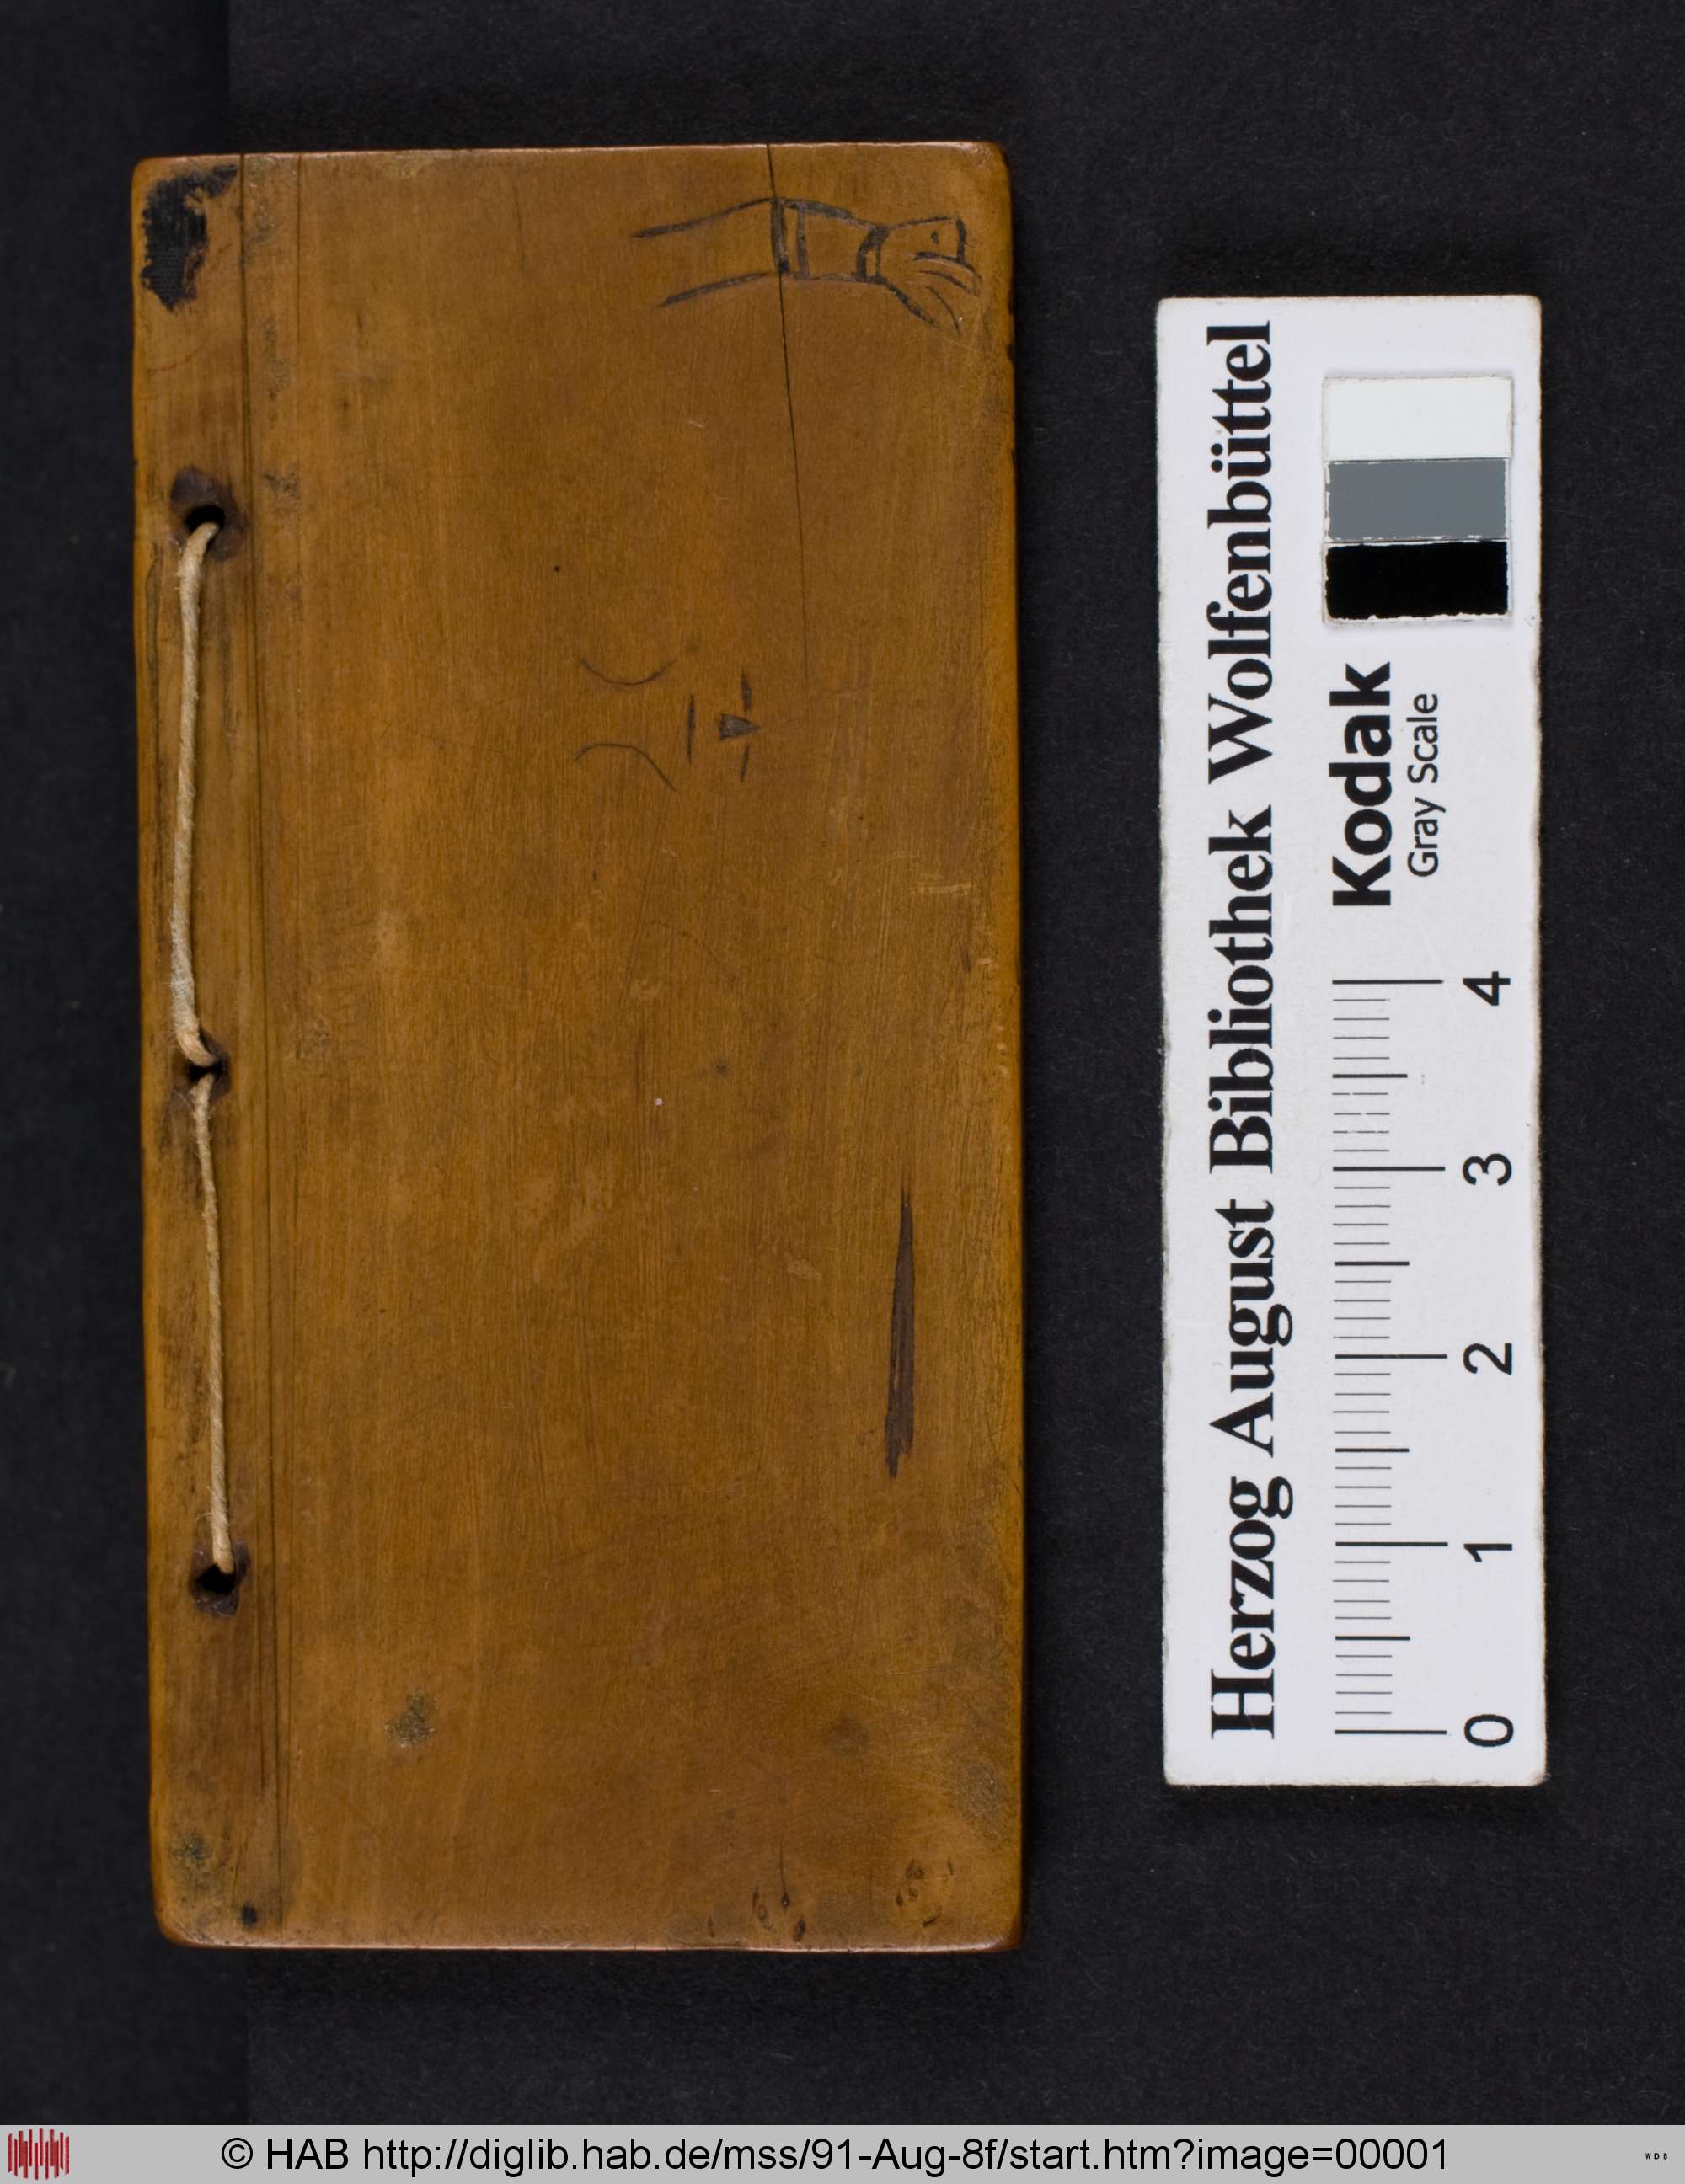 Herzog August Bibliothek Wolfenbüttel
Kodak
Gray Scale
0 1 2 3 4
© HAB http://diglib.hab.de/mss/91-Aug-8f/start.htm?image=00001
WDB